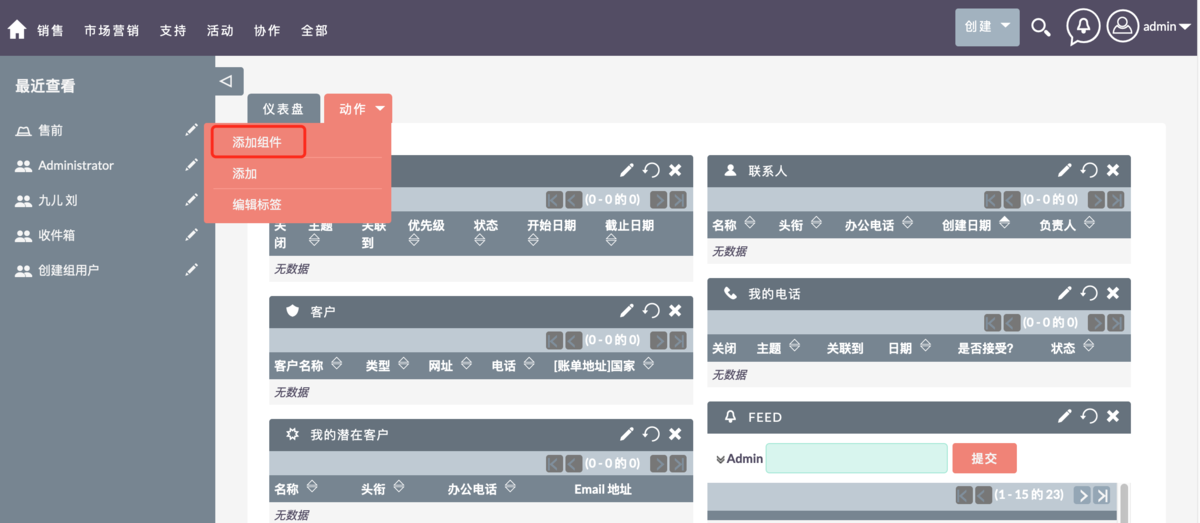 销售 市场营销 支持 活动 协作 全部 创建 admin
最近查看
售前
Administrator
九儿 刘
收件箱
创建组用户
仪表盘 动作
添加组件
添加
编辑标签
(0 - 0 的 0)
关闭 主题 关联到 优先级 状态 开始日期 截止日期
无数据
客户
(0 - 0 的 0)
客户名称 类型 网址 电话 [账单地址]国家
无数据
我的潜在客户
(0 - 0 的 0)
名称 头衔 办公电话 Email 地址
无数据
联系人
(0 - 0 的 0)
名称 头衔 办公电话 创建日期 负责人
无数据
我的电话
(0 - 0 的 0)
关闭 主题 关联到 日期 是否接受? 状态
无数据
FEED
Admin 提交
(1 - 15 的 23)